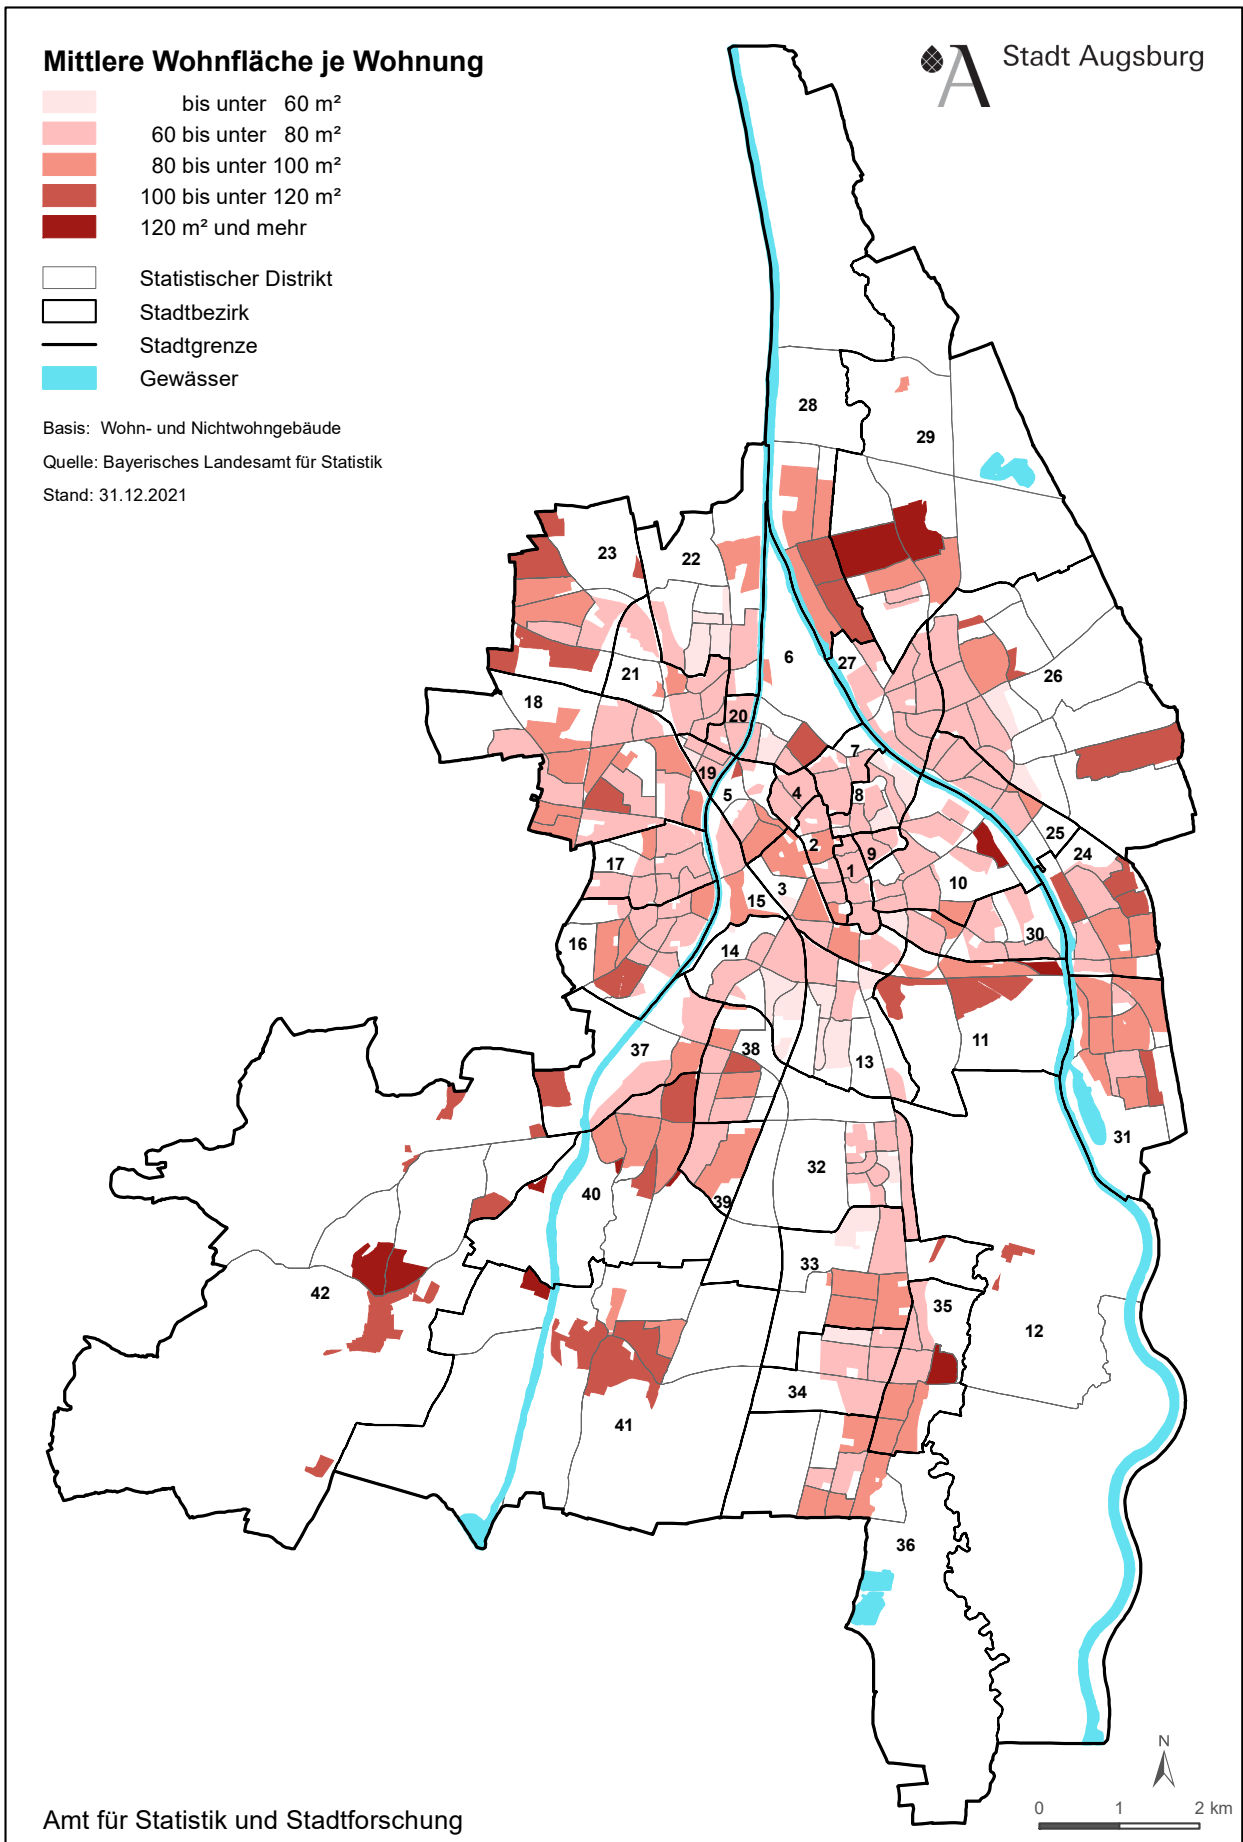 Mittlere Wohnfläche je Wohnung
bis unter 60 m²
60 bis unter 80 m²
80 bis unter 100 m²
100 bis unter 120 m²
120 m² und mehr
Statistischer Distrikt
Stadtbezirk
Stadtgrenze
Gewässer
Basis: Wohn- und Nichtwohngebäude
Quelle: Bayerisches Landesamt für Statistik
Stand: 31.12.2021
A Stadt Augsburg
28
29
23
22
6
27
21
26
18
20
7
19
5
4
8
25
2
24
17
9
1
10
3
15
30
16
14
11
37
38
13
31
32
40
39
33
42
35
12
34
41
36
N
0 1 2 km
Amt für Statistik und Stadtforschung